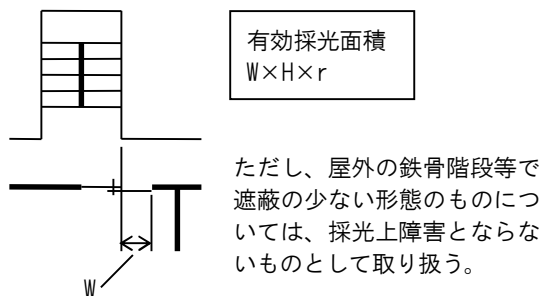 有効採光面積
W×H×r
ただし、屋外の鉄骨階段等で
遮蔽の少ない形態のものにつ
いては、採光上障害とならな
いものとして取り扱う。
W